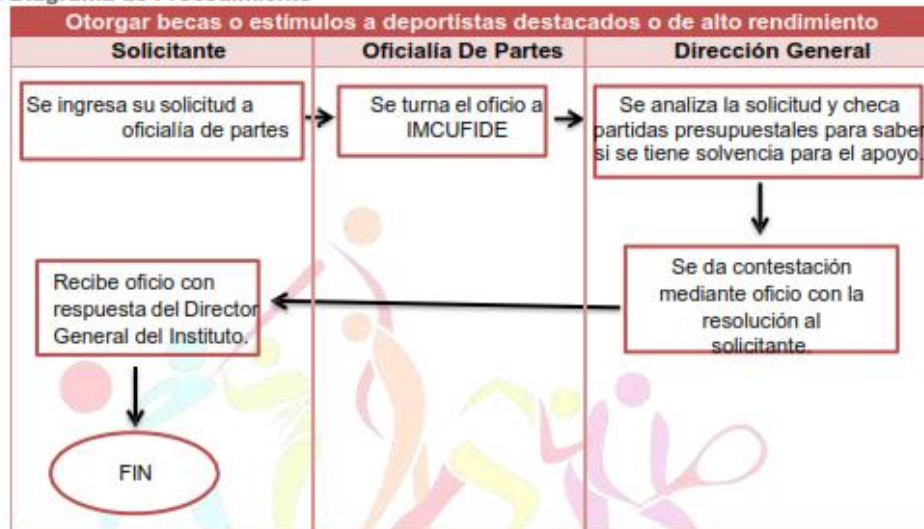 Otorgar becas o estímulos a deportistas destacados o de alto rendimiento
Solicitante
Oficialía De Partes
Dirección General
Se ingresa su solicitud a
oficialía de partes
Se turna el oficio a
IMCUFIDE
Se analiza la solicitud y checa
partidas presupuestales para saber
si se tiene solvencia para el apoyo.
Se da contestación
mediante oficio con la
resolución al
solicitante.
Recibe oficio con
respuesta del Director
General del Instituto.
FIN